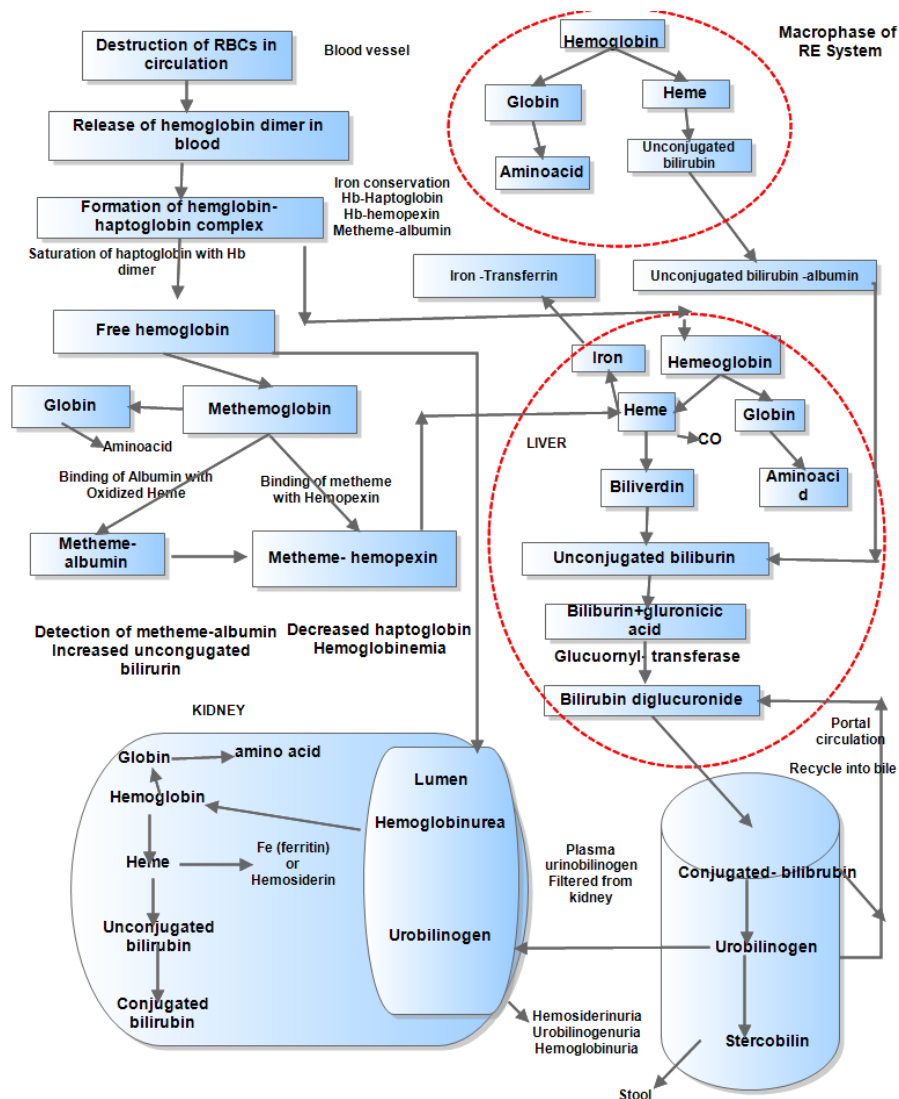 Destruction of RBCs in
circulation
Blood vessel
Release of hemoglobin dimer in
blood
Formation of hemglobin-
haptoglobin complex
Iron conservation
Hb-Haptoglobin
Hb-hemopexin
Metheme-albumin
Saturation of haptoglobin with Hb
dimer
Free hemoglobin
Globin
Methemoglobin
Aminoacid
Binding of Albumin with
Oxidized Heme
Binding of metheme
with Hemopexin
Metheme-
albumin
Metheme- hemopexin
Detection of metheme-albumin
Increased uncongugated
bilirurin
Decreased haptoglobin
Hemoglobinemia
Macrophase of
RE System
Hemoglobin
Globin
Heme
Aminoacid
Unconjugated
bilirubin
Unconjugated bilirubin -albumin
Iron -Transferrin
Iron
Hemeoglobin
LIVER
Heme
Globin
CO
Biliverdin
Aminoaci
d
Unconjugated biliburin
Biliburin+gluronicic
acid
Glucuornyl- transferase
Bilirubin diglucuronide
Portal
circulation
Recycle into bile
KIDNEY
Globin
amino acid
Hemoglobin
Heme
Fe (ferritin)
or
Hemosiderin
Unconjugated
bilirubin
Conjugated
bilirubin
Lumen
Hemoglobinurea
Urobilinogen
Plasma
urinobilinogen
Filtered from
kidney
Hemosiderinuria
Urobilinogenuria
Hemoglobinuria
Conjugated- bilibrubin
Urobilinogen
Stercobilin
Stool